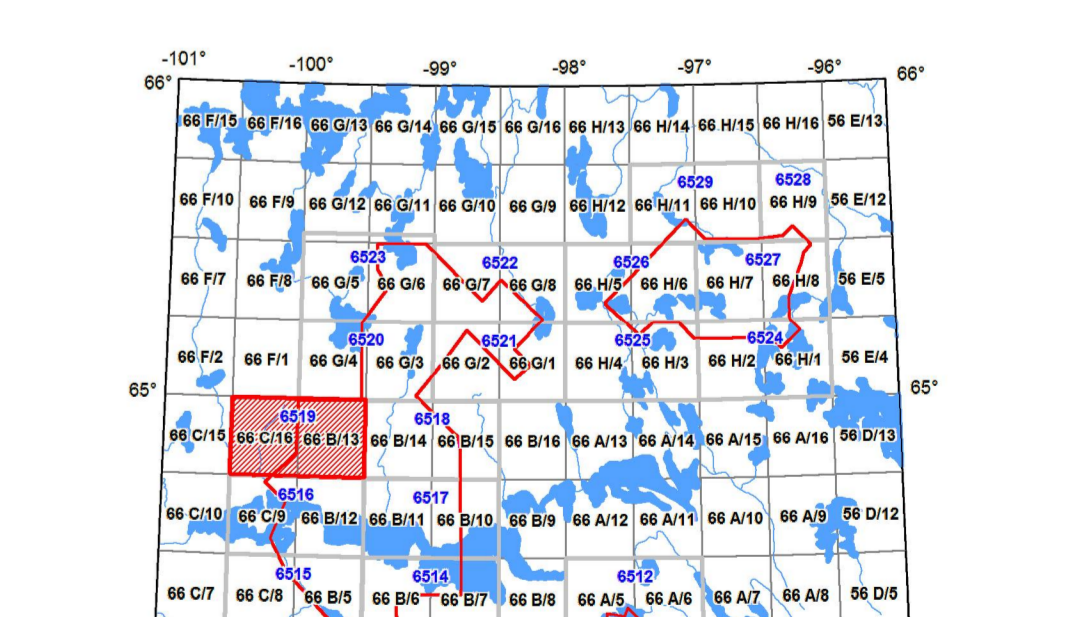 -101° -100° -99° -98° -97° -96°
66° 66°
66 F/15 66 F/16 66 G/13 66 G/14 66 G/15 66 G/16 66 H/13 66 H/14 66 H/15 66 H/16 56 E/13
6529 6528
66 F/10 66 F/9 66 G/12 66 G/11 66 G/10 66 G/9 66 H/12 66 H/11 66 H/10 66 H/9 56 E/12
6523 6522 6526 6527
66 F/7 66 F/8 66 G/5 66 G/6 66 G/7 66 G/8 66 H/5 66 H/6 66 H/7 66 H/8 56 E/5
6520 6521 6525 6524
66 F/2 66 F/1 66 G/4 66 G/3 66 G/2 66 G/1 66 H/4 66 H/3 66 H/2 66 H/1 56 E/4
65° 65°
6519 6518
66 C/15 66 C/16 66 B/13 66 B/14 66 B/15 66 B/16 66 A/13 66 A/14 66 A/15 66 A/16 56 D/13
6516 6517
66 C/10 66 C/9 66 B/12 66 B/11 66 B/10 66 B/9 66 A/12 66 A/11 66 A/10 66 A/9 56 D/12
6515 6514 6512
66 C/7 66 C/8 66 B/5 66 B/6 66 B/7 66 B/8 66 A/5 66 A/6 66 A/7 66 A/8 56 D/5